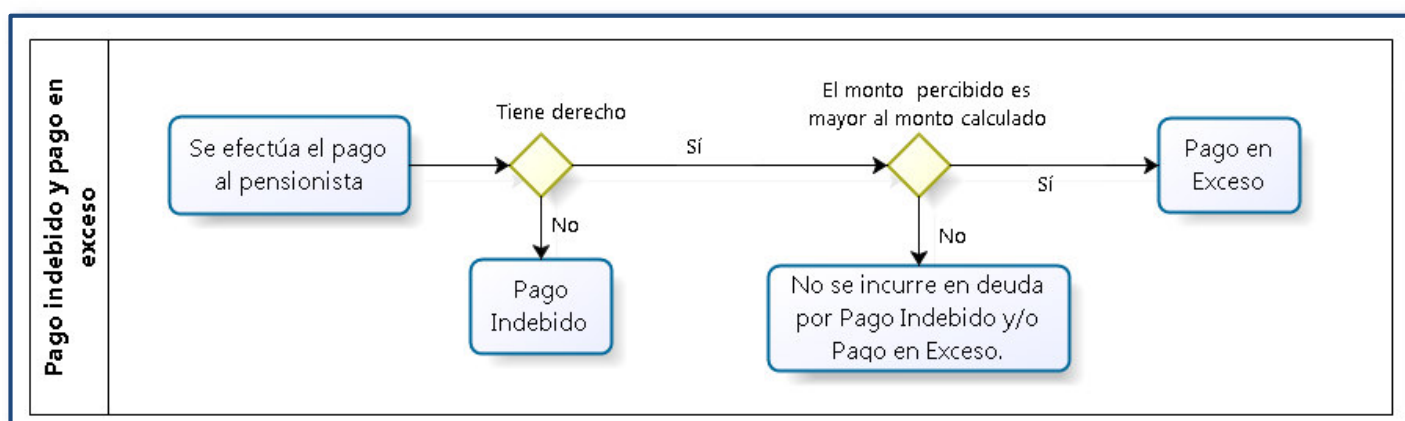 Pago indebido y pago en
exceso
Se efectúa el pago
al pensionista
Tiene derecho
Sí
No
Pago
Indebido
El monto percibido es
mayor al monto calculado
Sí
No
Pago en
Exceso
No se incurre en deuda
por Pago Indebido y/o
Pago en Exceso.